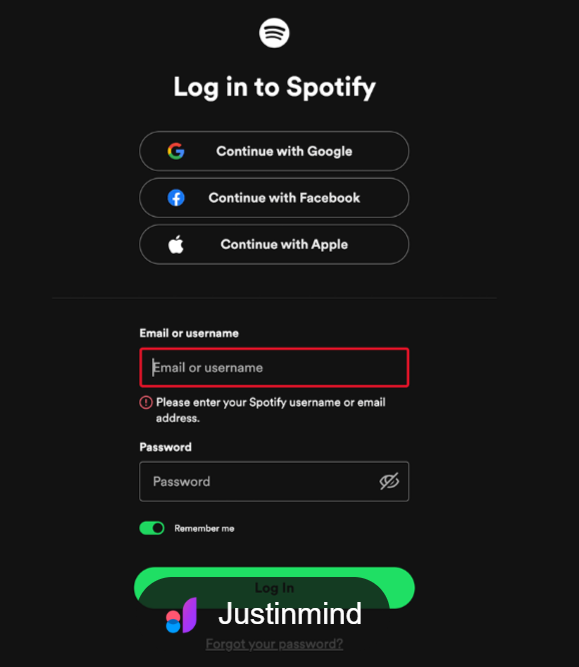 Log in to Spotify
Continue with Google
Continue with Facebook
Continue with Apple
Email or username
Email or username
Please enter your Spotify username or email
address.
Password
Password
Remember me
Log In
Justinmind
Forgot your password?